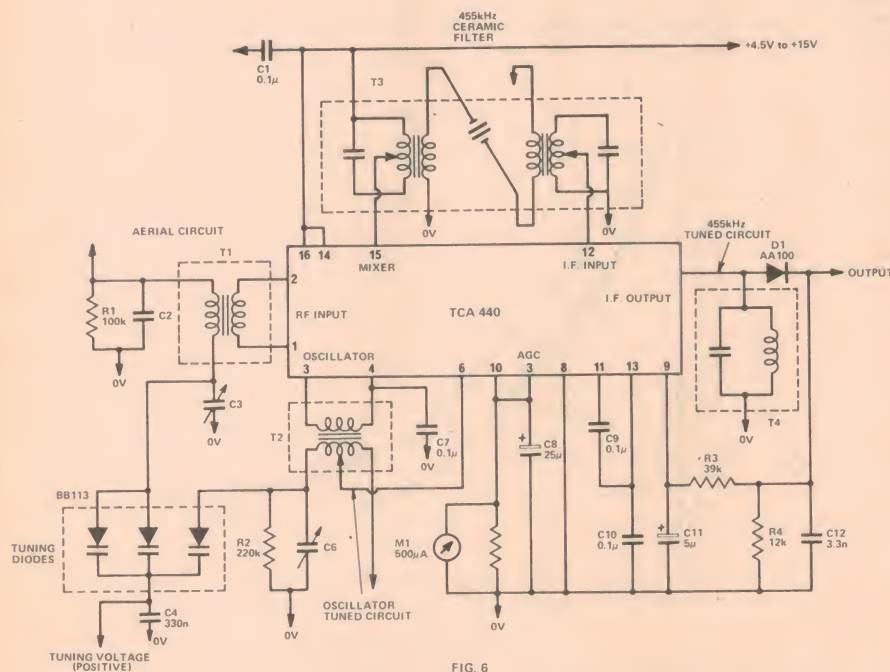 455kHz
CERAMIC
FILTER
+4.5V to +15V
C1
0.1µ
T3
0V
0V
455kHz
TUNED CIRCUIT
AERIAL CIRCUIT
T1
16
14
15
MIXER
12
I.F. INPUT
D1
AA100
OUTPUT
R1
100k
C2
0V
2
RF INPUT
1
TCA 440
I.F. OUTPUT
OSCILLATOR
3
4
6
10
AGC
3
8
11
13
9
C3
0V
T2
C7
0.1µ
0V
C8
25µ
+
C9
0.1µ
T4
0V
R3
39k
BB113
TUNING
DIODES
R2
220k
C6
M1
500µA
C10
0.1µ
+
C11
5µ
R4
12k
C12
3.3n
C4
330n
0V
0V
OSCILLATOR
TUNED CIRCUIT
0V
0V
TUNING VOLTAGE
(POSITIVE)
FIG. 6